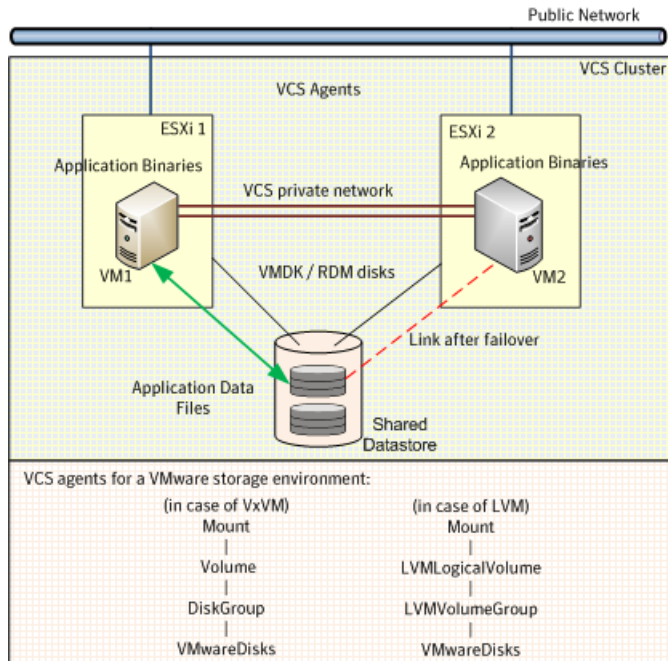 Public Network
VCS Cluster
VCS Agents
ESXi 1
ESXi 2
Application Binaries
Application Binaries
VCS private network
VM1
VM2
VMDK / RDM disks
Link after failover
Application Data
Files
Shared
Datastore
VCS agents for a VMware storage environment:
(in case of VxVM)
Mount
|
Volume
|
DiskGroup
|
VMwareDisks
(in case of LVM)
Mount
|
LVMLogicalVolume
|
LVMVolumeGroup
|
VMwareDisks